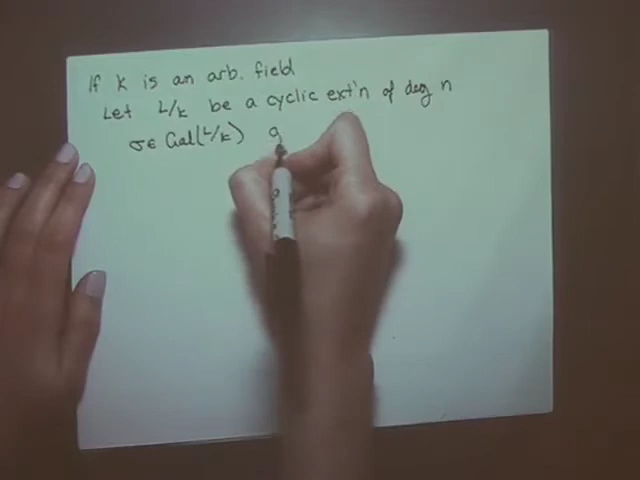 If K is an arb. field
Let L/K be a cyclic ext'n of deg n
σ ∈ Gal(L/K) g